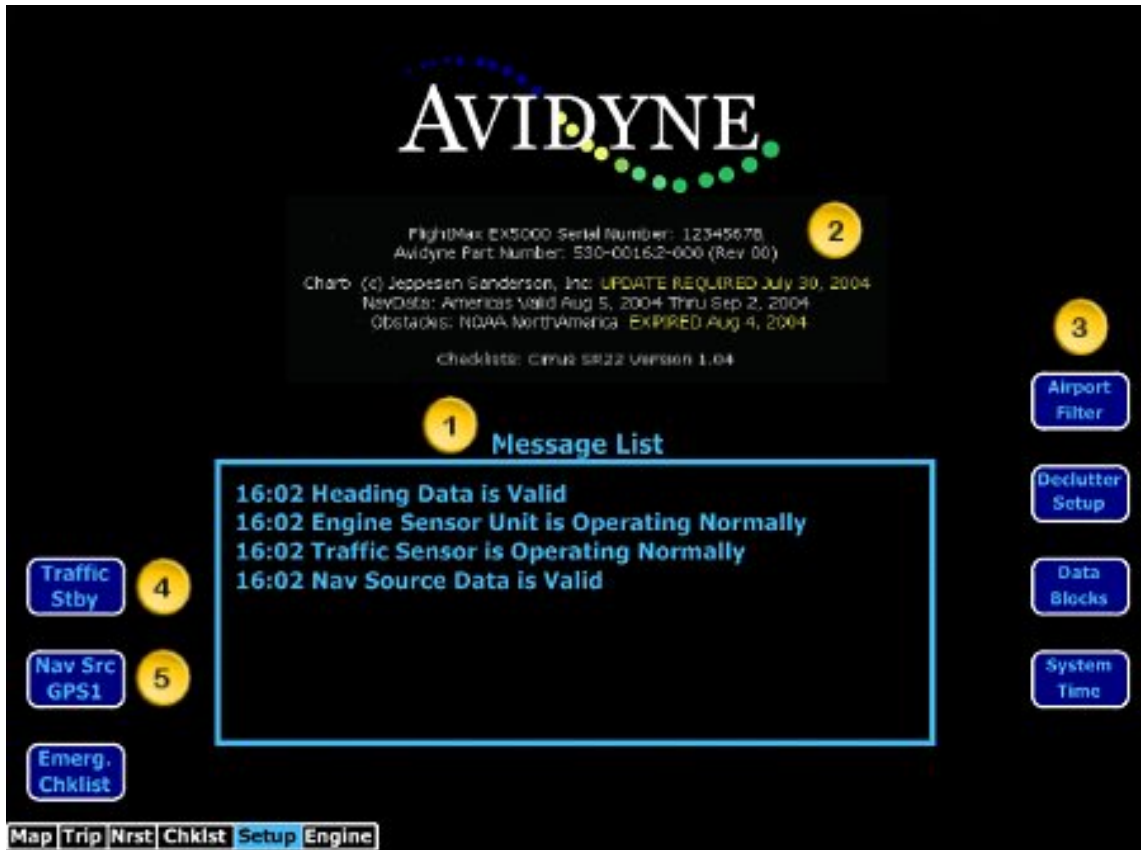 AVIDYNE
2
FlightMax EX5000 Serial Number: 12345678
Avidyne Part Number: 530-00162-000 (Rev 00)
Chart: (c) Jeppesen Sanderson, Inc: UPDATE REQUIRED July 30, 2004
NavData: Americas Valid Aug 5, 2004 Thru Sep 2, 2004
Obstacles: NOAA NorthAmerica EXPIRED Aug 4, 2004
Checklists: Cirrus SR22 Version 1.04
3
Airport
Filter
Declutter
Setup
Data
Blocks
System
Time
1
Message List
16:02 Heading Data is Valid
16:02 Engine Sensor Unit is Operating Normally
16:02 Traffic Sensor is Operating Normally
16:02 Nav Source Data is Valid
Traffic
Stby
4
Nav Src
GPS1
5
Emerg.
Chklist
Map Trip Nrst Chklst Setup Engine